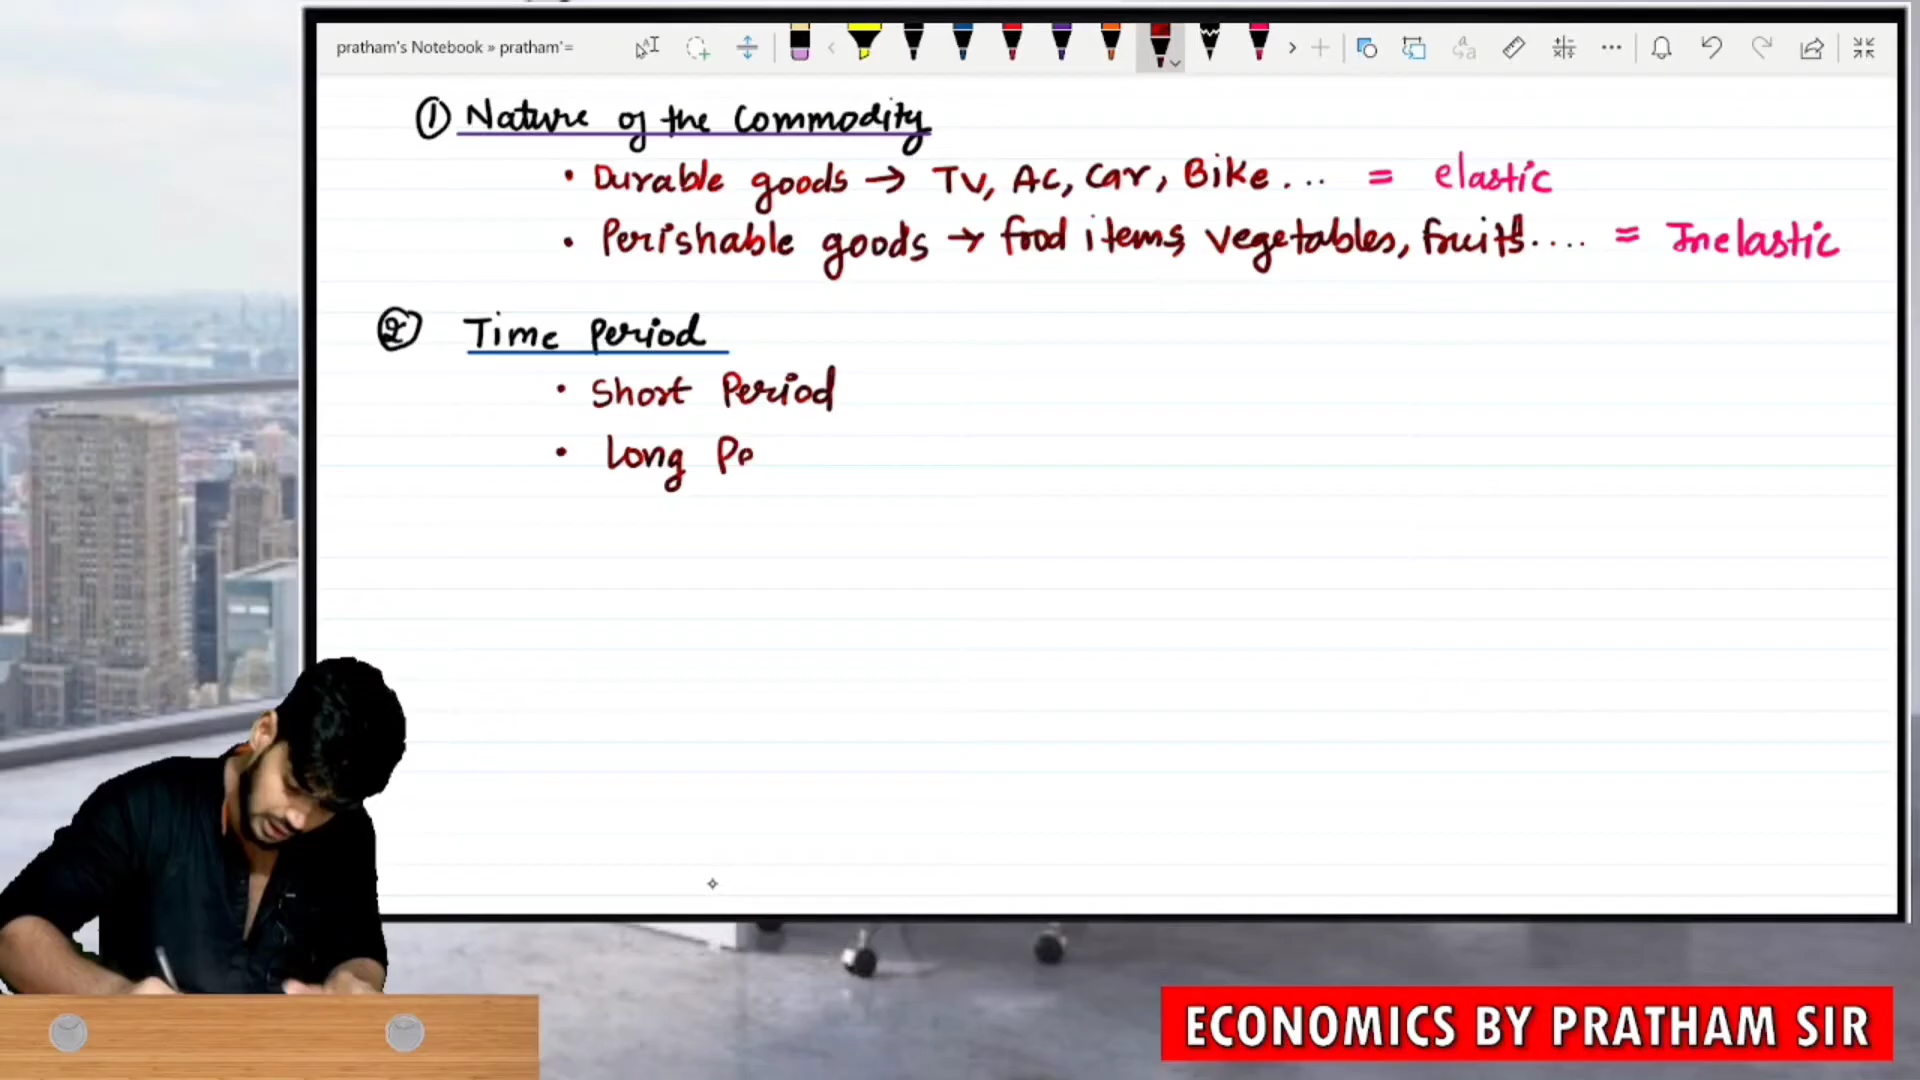 pratham's Notebook » pratham'=
① Nature of the Commodity
• Durable goods → TV, AC, Car, Bike... = elastic
• Perishable goods → food items, vegetables, fruits.... = Inelastic
② Time Period
• Short Period
• Long Pe
ECONOMICS BY PRATHAM SIR